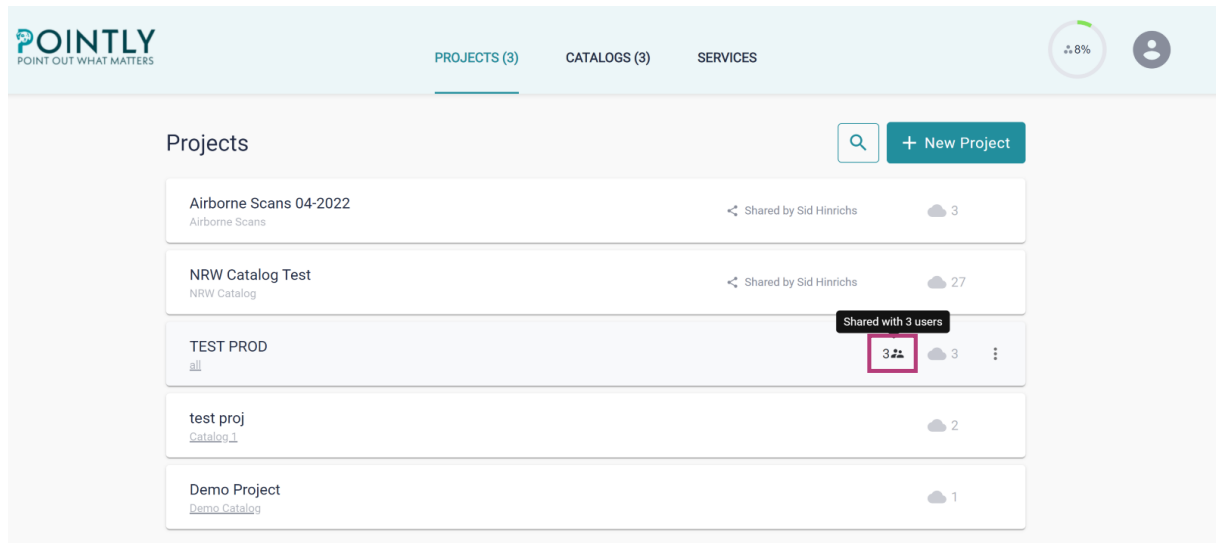 POINTLY
POINT OUT WHAT MATTERS
PROJECTS (3) CATALOGS (3) SERVICES
8%
Projects
+ New Project
Airborne Scans 04-2022
Airborne Scans
Shared by Sid Hinrichs
3
NRW Catalog Test
NRW Catalog
Shared by Sid Hinrichs
27
Shared with 3 users
TEST PROD
all
3
3
test proj
Catalog 1
2
Demo Project
Demo Catalog
1